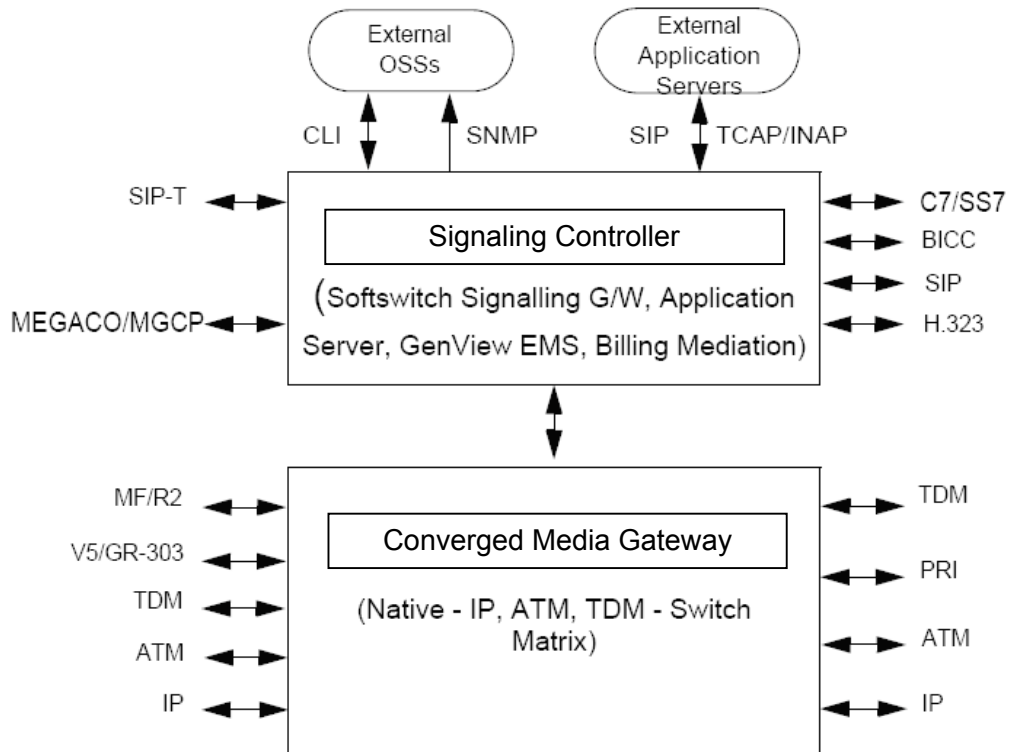 External
OSSs
External
Application
Servers
CLI
SNMP
SIP
TCAP/INAP
SIP-T
MEGACO/MGCP
Signaling Controller
(Softswitch Signalling G/W, Application
Server, GenView EMS, Billing Mediation)
C7/SS7
BICC
SIP
H.323
MF/R2
V5/GR-303
TDM
ATM
IP
Converged Media Gateway
(Native - IP, ATM, TDM - Switch
Matrix)
TDM
PRI
ATM
IP